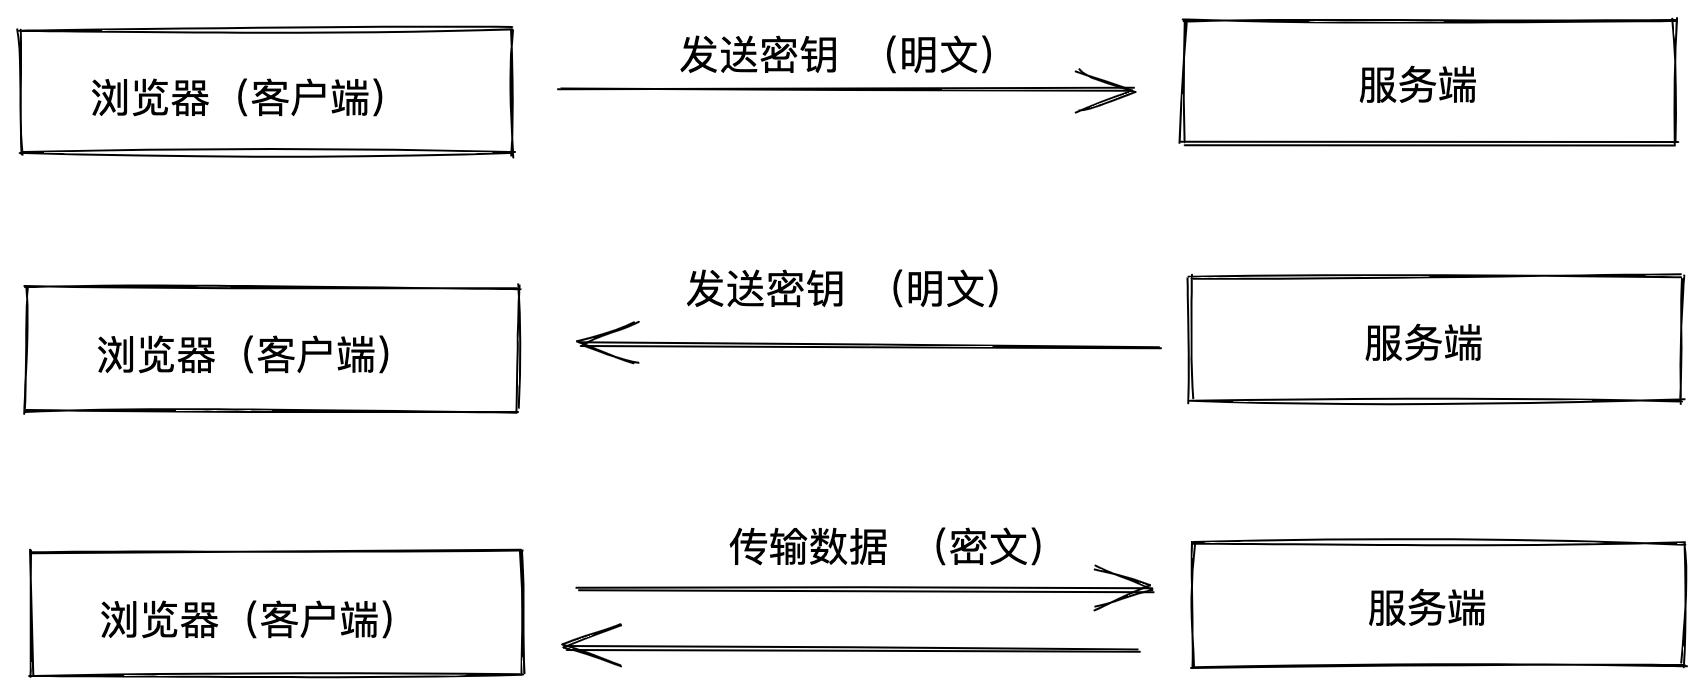 浏览器（客户端）
发送密钥 （明文）
服务端
浏览器（客户端）
发送密钥 （明文）
服务端
浏览器（客户端）
传输数据 （密文）
服务端